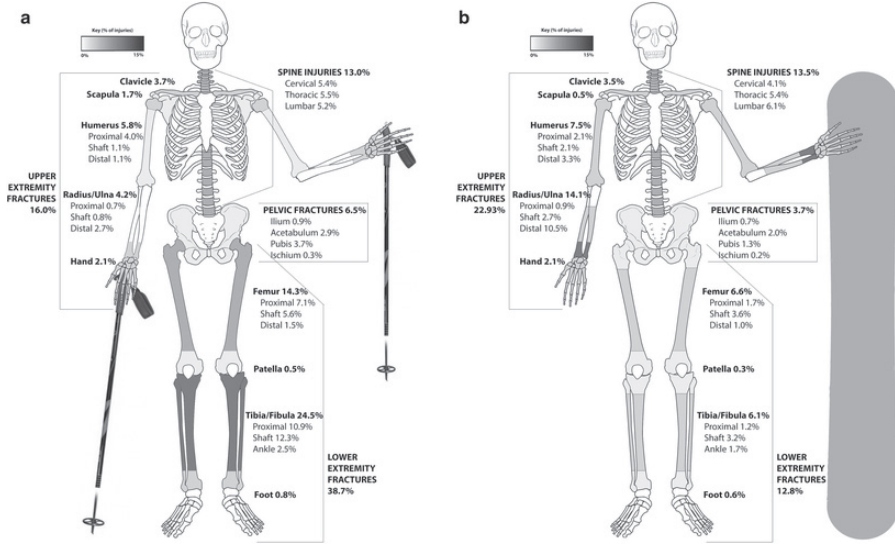 a
Key (% of injuries)
0% 15%
Clavicle 3.7%
Scapula 1.7%
Humerus 5.8%
Proximal 4.0%
Shaft 1.1%
Distal 1.1%
UPPER
EXTREMITY
FRACTURES
16.0%
Radius/Ulna 4.2%
Proximal 0.7%
Shaft 0.8%
Distal 2.7%
Hand 2.1%
SPINE INJURIES 13.0%
Cervical 5.4%
Thoracic 5.5%
Lumbar 5.2%
PELVIC FRACTURES 6.5%
Ilium 0.9%
Acetabulum 2.9%
Pubis 3.7%
Ischium 0.3%
Femur 14.3%
Proximal 7.1%
Shaft 5.6%
Distal 1.5%
Patella 0.5%
Tibia/Fibula 24.5%
Proximal 10.9%
Shaft 12.3%
Ankle 2.5%
LOWER
EXTREMITY
FRACTURES
38.7%
Foot 0.8%
b
Key (% of injuries)
0% 15%
Clavicle 3.5%
Scapula 0.5%
Humerus 7.5%
Proximal 2.1%
Shaft 2.1%
Distal 3.3%
UPPER
EXTREMITY
FRACTURES
22.93%
Radius/Ulna 14.1%
Proximal 0.9%
Shaft 2.7%
Distal 10.5%
Hand 2.1%
SPINE INJURIES 13.5%
Cervical 4.1%
Thoracic 5.4%
Lumbar 6.1%
PELVIC FRACTURES 3.7%
Ilium 0.7%
Acetabulum 2.0%
Pubis 1.3%
Ischium 0.2%
Femur 6.6%
Proximal 1.7%
Shaft 3.6%
Distal 1.0%
Patella 0.3%
Tibia/Fibula 6.1%
Proximal 1.2%
Shaft 3.2%
Ankle 1.7%
LOWER
EXTREMITY
FRACTURES
12.8%
Foot 0.6%